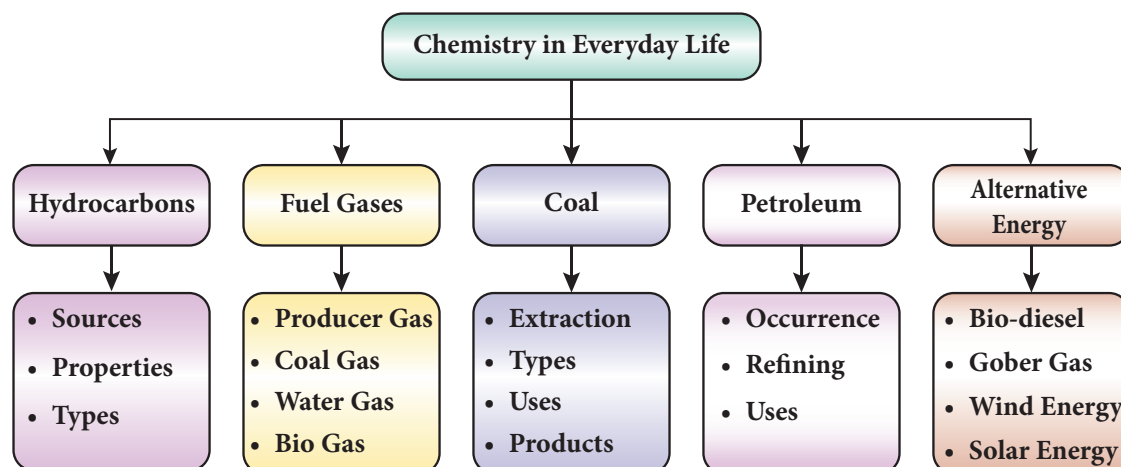 Chemistry in Everyday Life
Hydrocarbons
Fuel Gases
Coal
Petroleum
Alternative
Energy
• Sources
• Properties
• Types
• Producer Gas
• Coal Gas
• Water Gas
• Bio Gas
• Extraction
• Types
• Uses
• Products
• Occurrence
• Refining
• Uses
• Bio-diesel
• Gober Gas
• Wind Energy
• Solar Energy